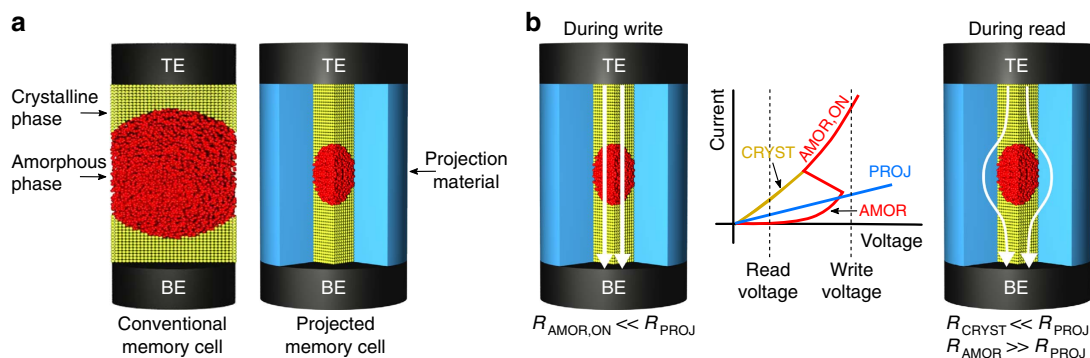 a
TE
TE
Crystalline
phase
Amorphous
phase
Projection
material
BE
BE
Conventional
memory cell
Projected
memory cell
b
During write
TE
BE
R_AMOR,ON << R_PROJ
Current
CRYST
AMOR,ON
PROJ
AMOR
Voltage
Read
voltage
Write
voltage
During read
TE
BE
R_CRYST << R_PROJ
R_AMOR >> R_PROJ